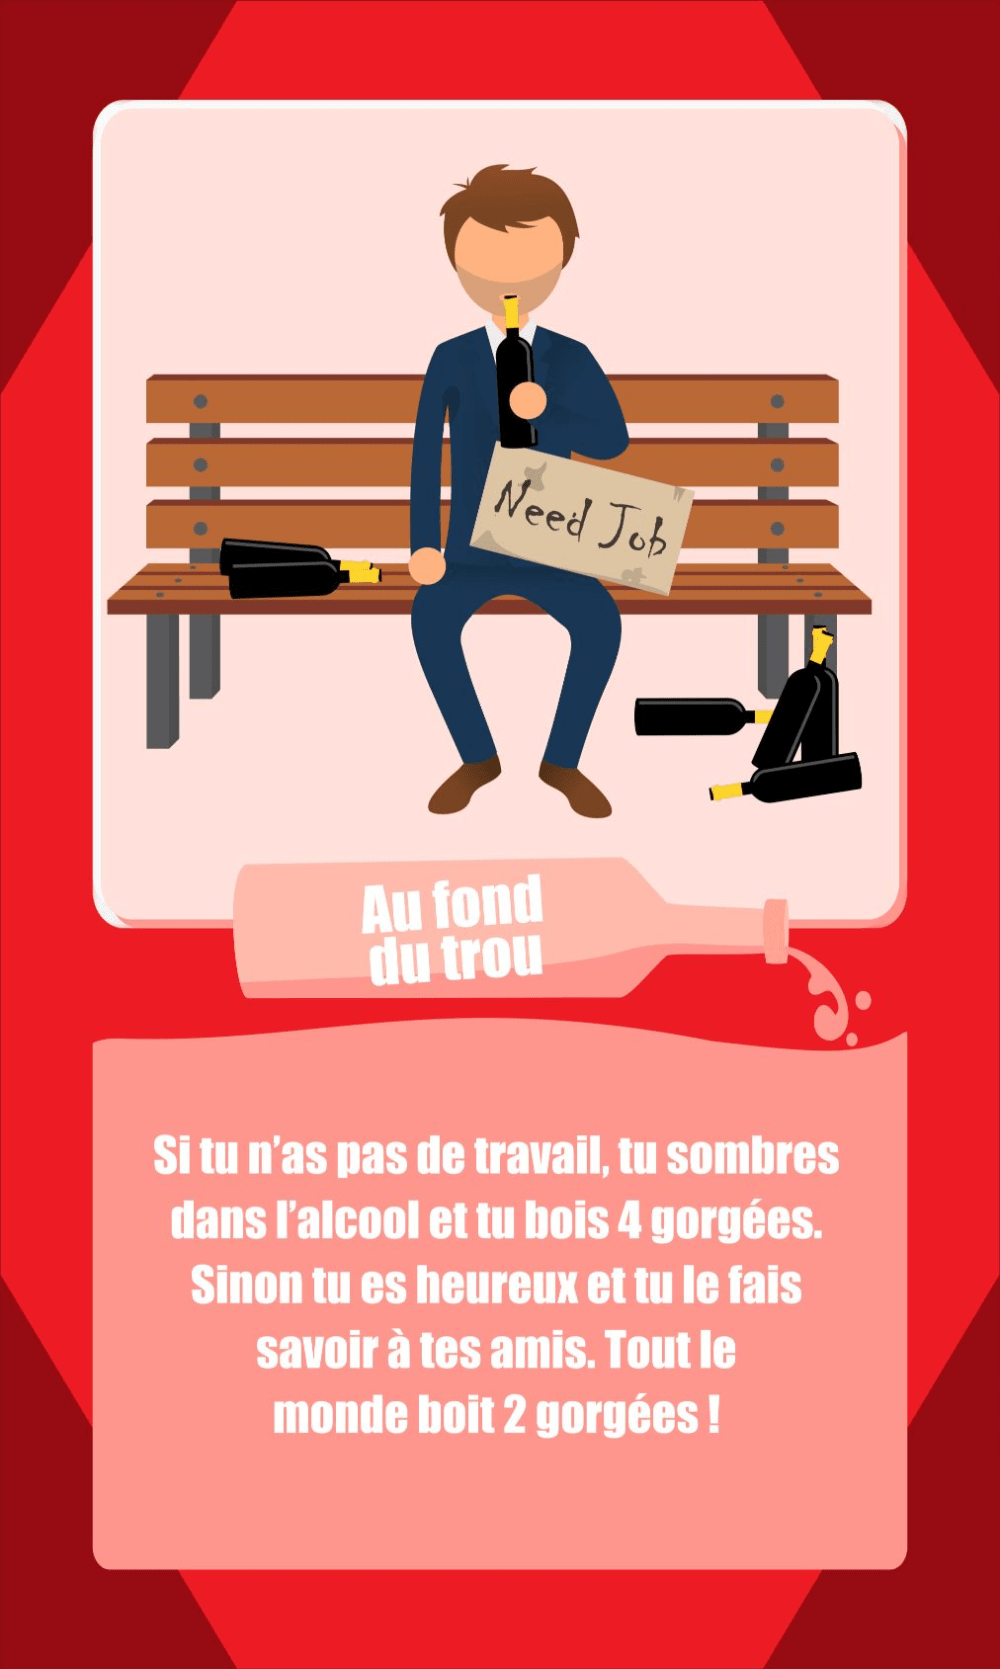 Need Job
Au fond
du trou
Si tu n’as pas de travail, tu sombres
dans l’alcool et tu bois 4 gorgées.
Sinon tu es heureux et tu le fais
savoir à tes amis. Tout le
monde boit 2 gorgées !